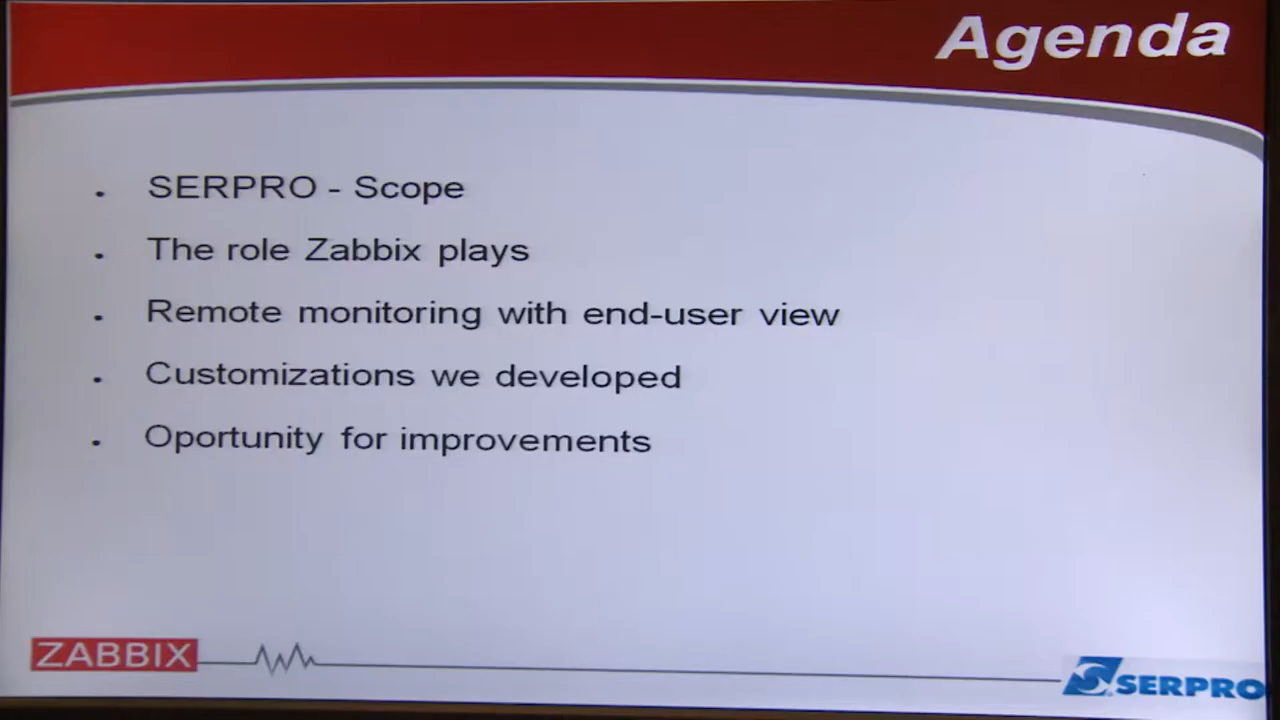 Agenda
. SERPRO - Scope
. The role Zabbix plays
. Remote monitoring with end-user view
. Customizations we developed
. Oportunity for improvements
ZABBIX
SERPRO